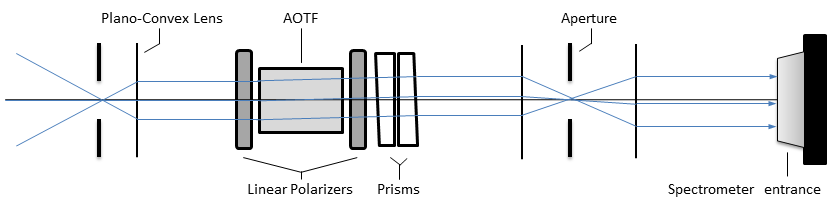 Plano-Convex Lens
AOTF
Aperture
Linear Polarizers
Prisms
Spectrometer entrance